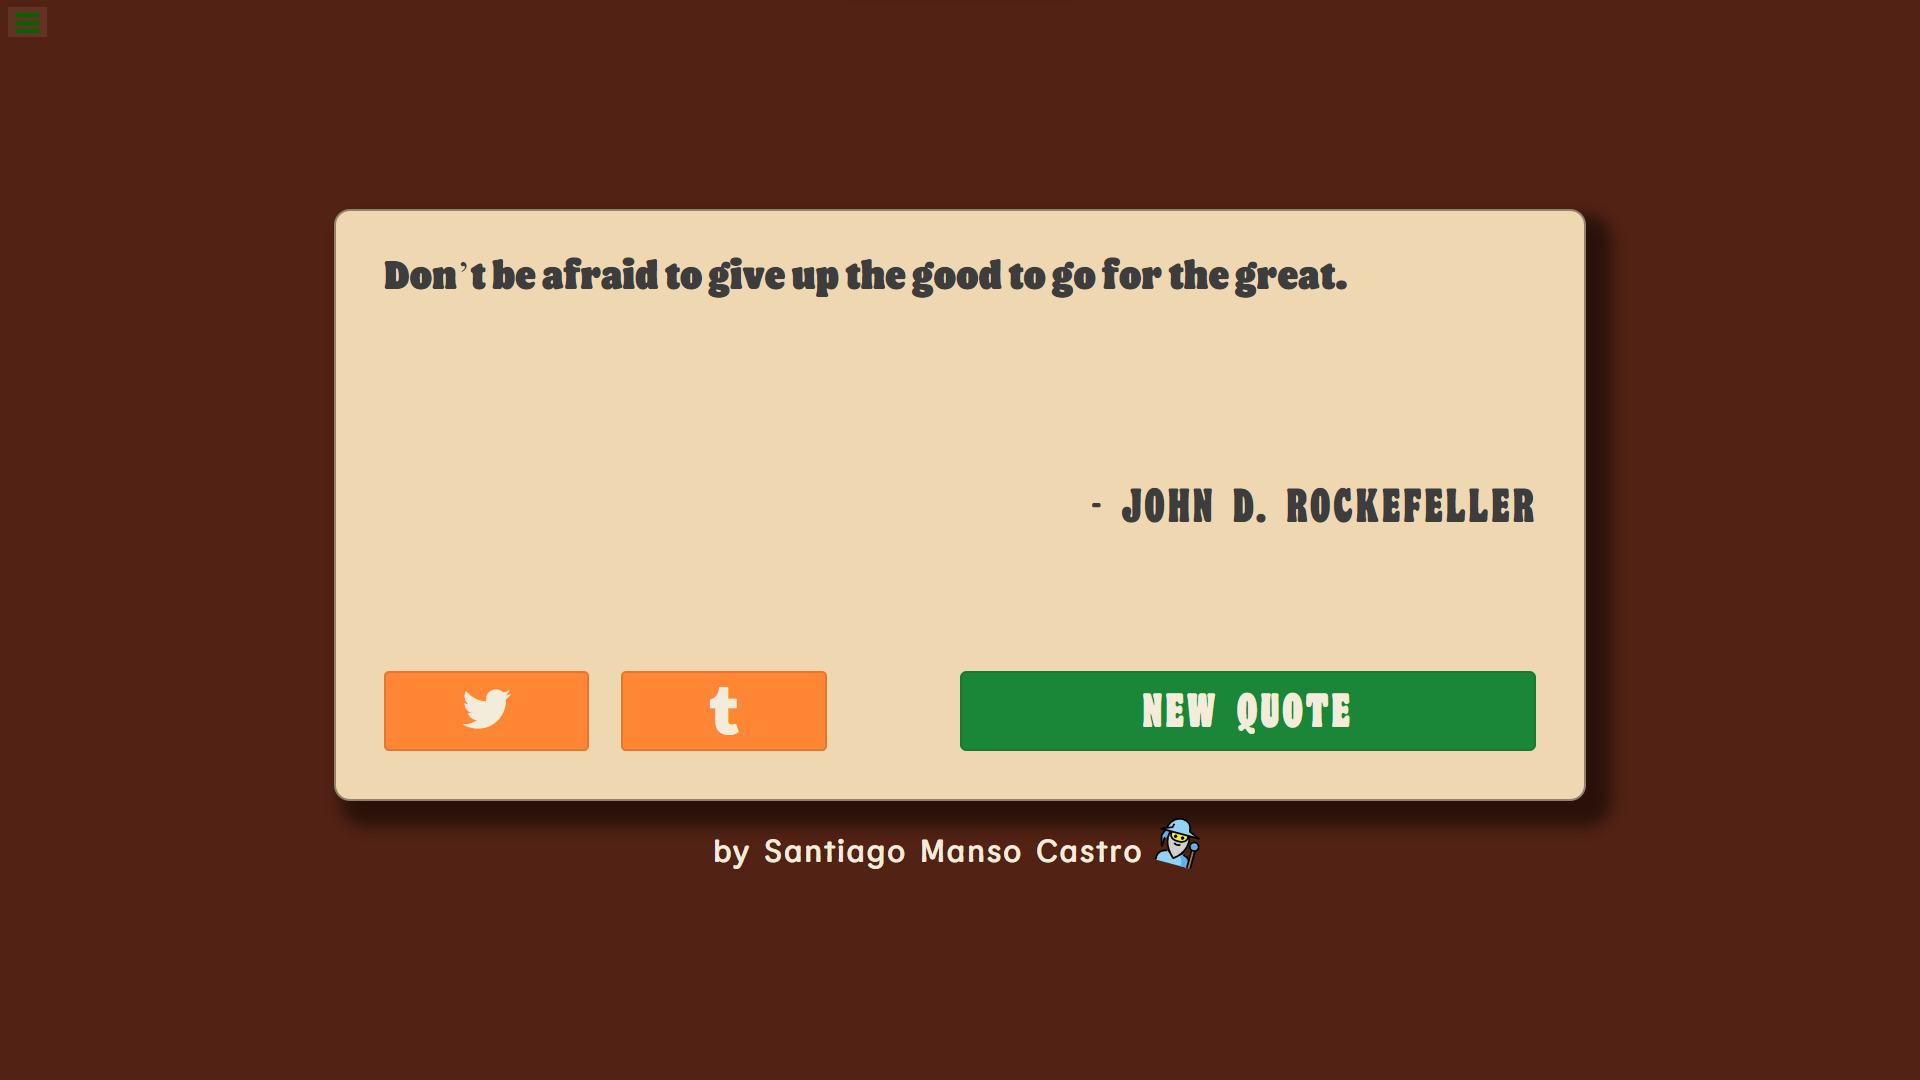 Don’t be afraid to give up the good to go for the great.
- JOHN D. ROCKEFELLER
NEW QUOTE
by Santiago Manso Castro